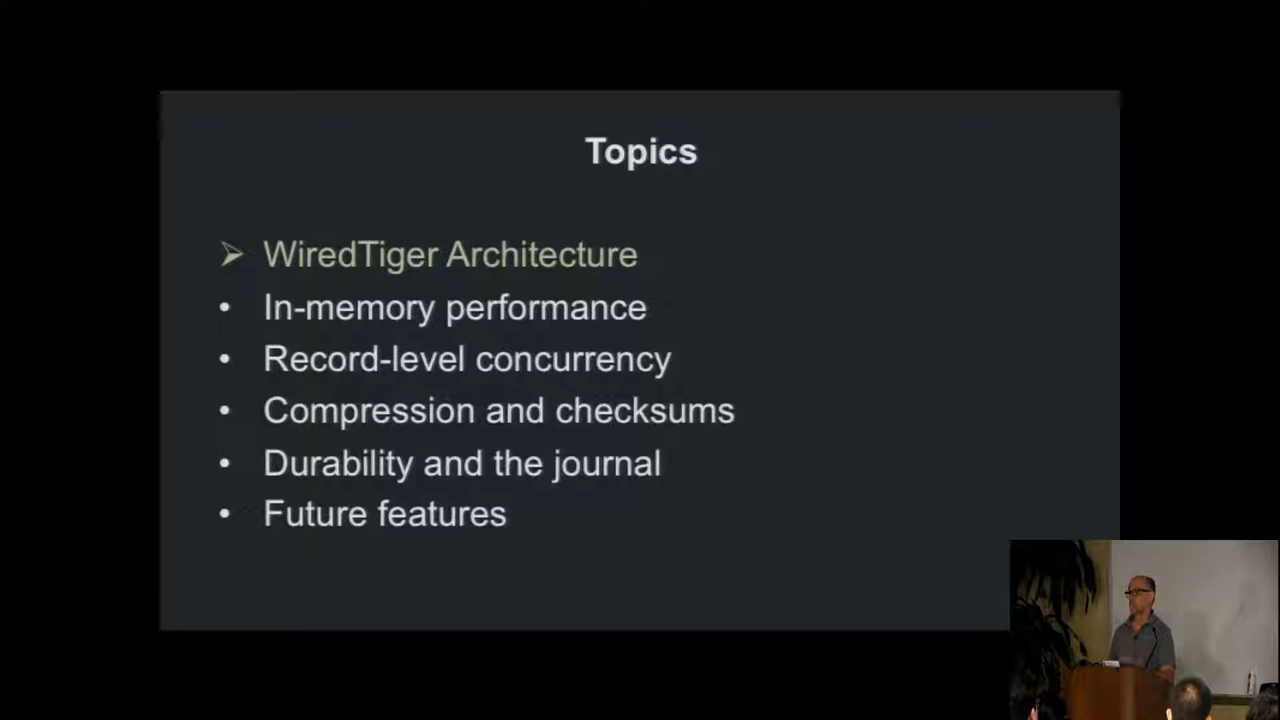 Topics
➢ WiredTiger Architecture
• In-memory performance
• Record-level concurrency
• Compression and checksums
• Durability and the journal
• Future features